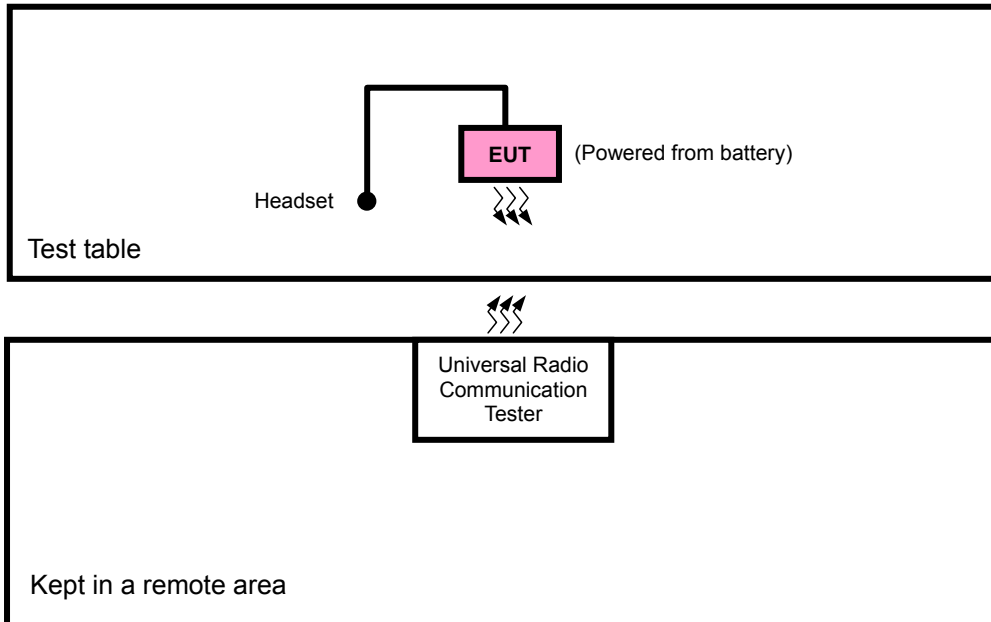 EUT
(Powered from battery)
Headset
Test table
Universal Radio
Communication
Tester
Kept in a remote area